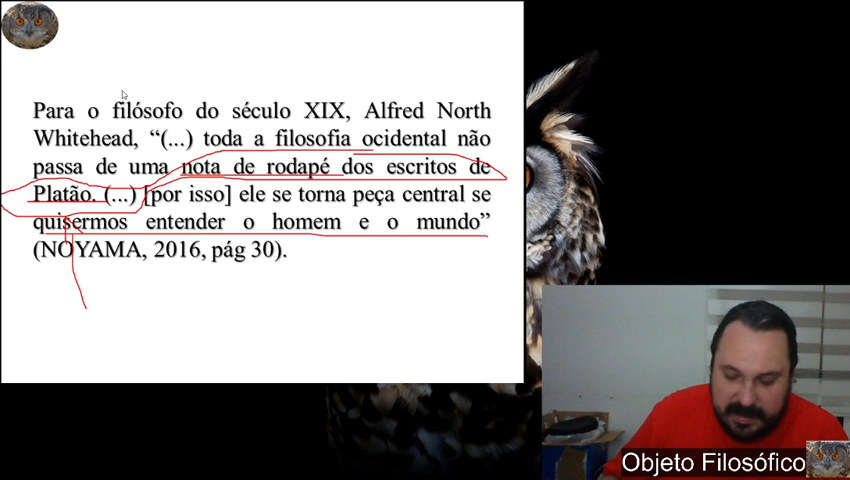 Para o filósofo do século XIX, Alfred North
Whitehead, “(...) toda a filosofia ocidental não
passa de uma nota de rodapé dos escritos de
Platão. (...) [por isso] ele se torna peça central se
quisermos entender o homem e o mundo”
(NOYAMA, 2016, pág 30).
Objeto Filosófico